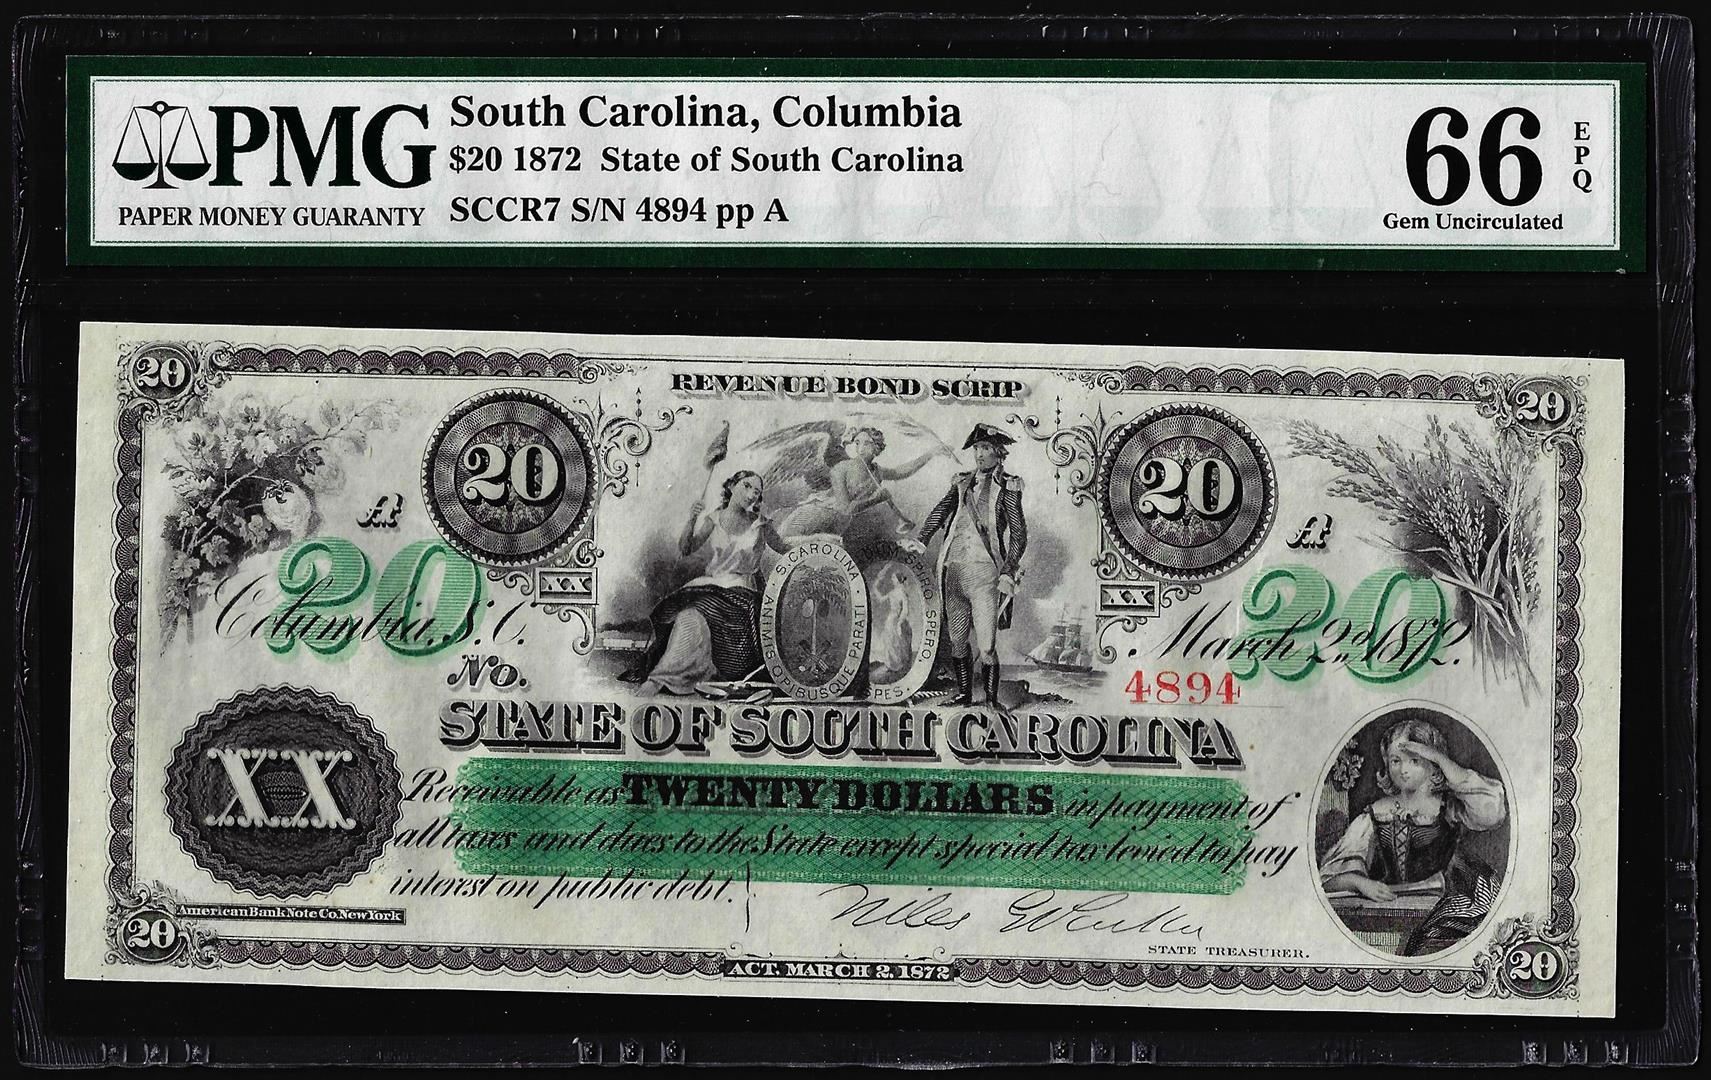 PMG
PAPER MONEY GUARANTY
South Carolina, Columbia
$20 1872 State of South Carolina
SCCR7 S/N 4894 pp A
66 EPQ
Gem Uncirculated
20 20
REVENUE BOND SCRIP
20 20
A A
20 20
XXX XXX
S. CAROLINA
ANIMIS OPIBUSQUE PARATI
DUM SPIRO SPERO.
SPES
Columbia, S.C. March 2nd 1872.
No. 4894
STATE OF SOUTH CAROLINA
XX
Receivable as TWENTY DOLLARS in payment of
all taxes and dues to the State except special tax levied to pay
interest on public debt.
Niles G Parker
American Bank Note Co. New York
STATE TREASURER.
20 20
ACT. MARCH 2, 1872